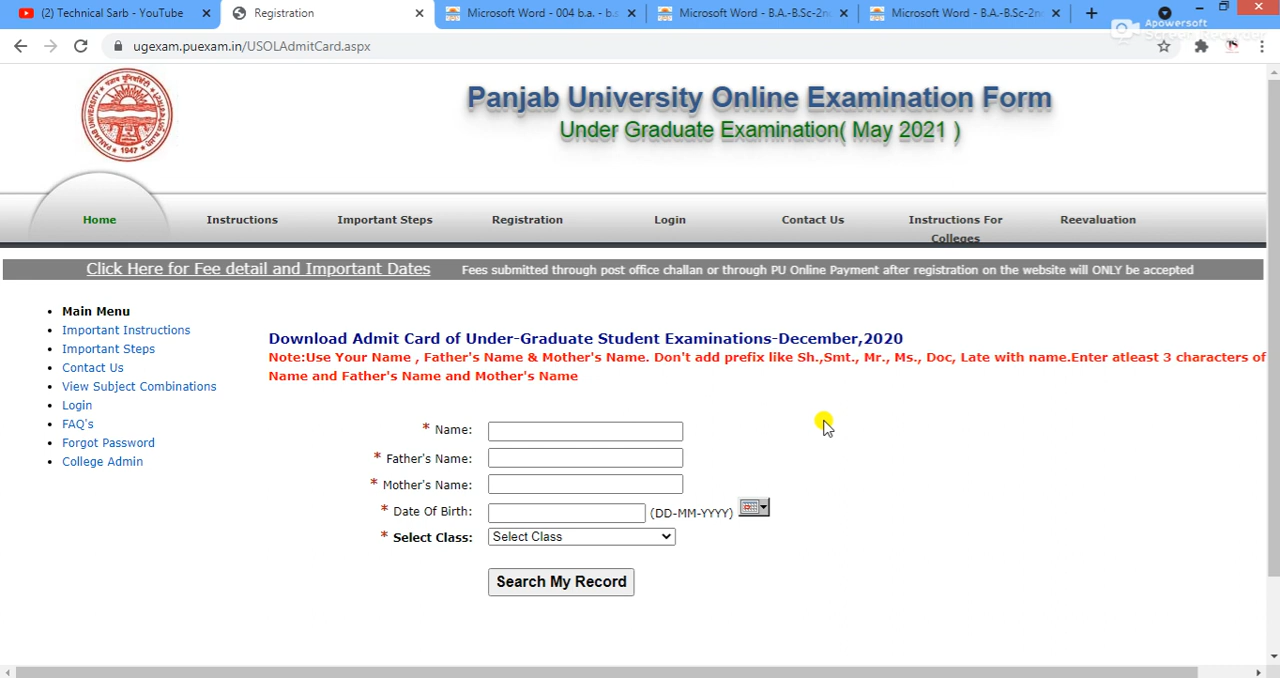 (2) Technical Sarb - YouTube
Registration
Microsoft Word - 004 b.a. - b.s
Microsoft Word - B.A.-B.Sc-2n
Microsoft Word - B.A.-B.Sc-2n
Apowersoft
Screen Recorder
ugexam.puexam.in/USOLAdmitCard.aspx
1947
Panjab University Online Examination Form
Under Graduate Examination( May 2021 )
Home Instructions Important Steps Registration Login Contact Us Instructions For Colleges Reevaluation
Click Here for Fee detail and Important Dates Fees submitted through post office challan or through PU Online Payment after registration on the website will ONLY be accepted
Main Menu
Important Instructions
Important Steps
Contact Us
View Subject Combinations
Login
FAQ's
Forgot Password
College Admin
Download Admit Card of Under-Graduate Student Examinations-December,2020
Note:Use Your Name , Father's Name & Mother's Name. Don't add prefix like Sh.,Smt., Mr., Ms., Doc, Late with name.Enter atleast 3 characters of
Name and Father's Name and Mother's Name
* Name:
* Father's Name:
* Mother's Name:
* Date Of Birth: (DD-MM-YYYY)
* Select Class: Select Class
Search My Record